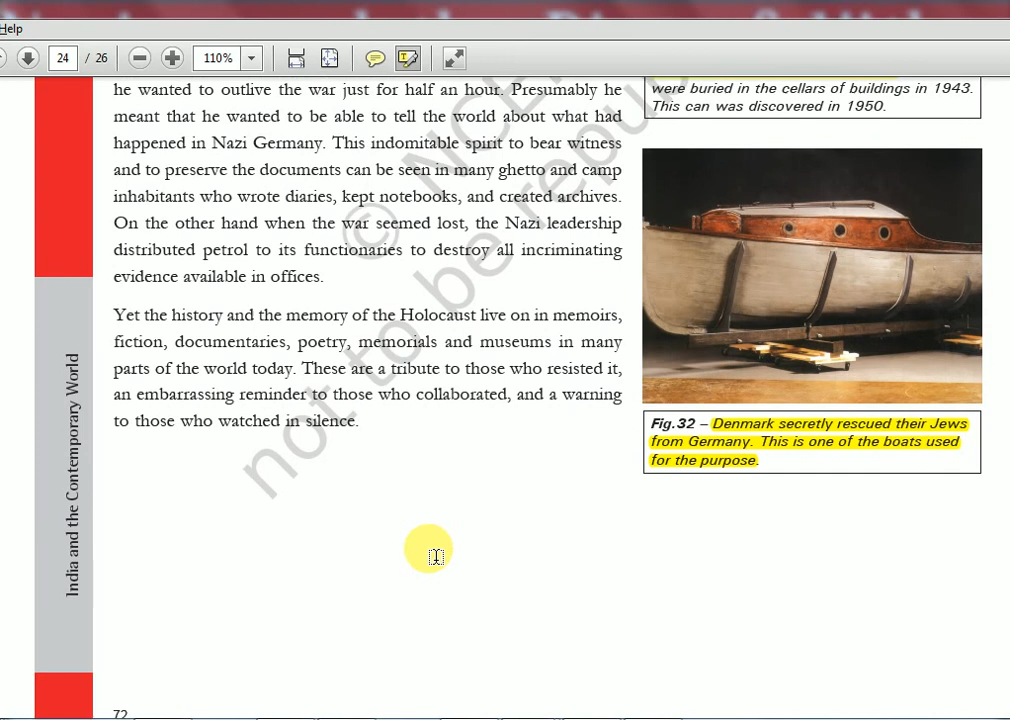 Help
24 / 26
110%
he wanted to outlive the war just for half an hour. Presumably he
meant that he wanted to be able to tell the world about what had
happened in Nazi Germany. This indomitable spirit to bear witness
and to preserve the documents can be seen in many ghetto and camp
inhabitants who wrote diaries, kept notebooks, and created archives.
On the other hand when the war seemed lost, the Nazi leadership
distributed petrol to its functionaries to destroy all incriminating
evidence available in offices.
Yet the history and the memory of the Holocaust live on in memoirs,
fiction, documentaries, poetry, memorials and museums in many
parts of the world today. These are a tribute to those who resisted it,
an embarrassing reminder to those who collaborated, and a warning
to those who watched in silence.
were buried in the cellars of buildings in 1943.
This can was discovered in 1950.
Fig.32 – Denmark secretly rescued their Jews
from Germany. This is one of the boats used
for the purpose.
India and the Contemporary World
72
not to be